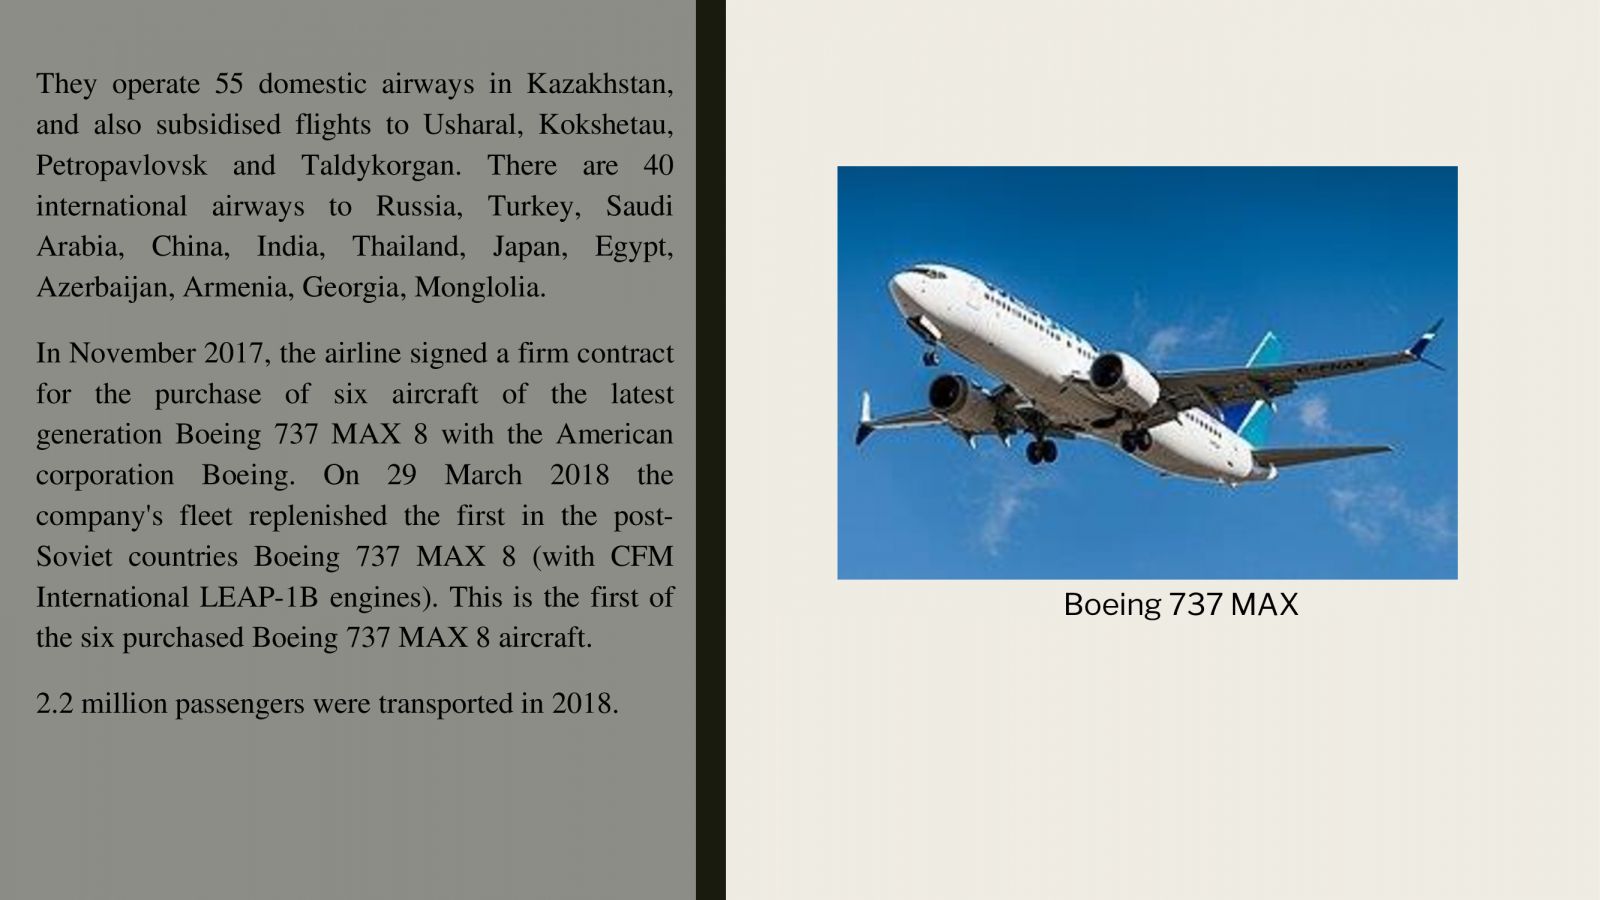 They operate 55 domestic airways in Kazakhstan,
and also subsidised flights to Usharal, Kokshetau,
Petropavlovsk and Taldykorgan. There are 40
international airways to Russia, Turkey, Saudi
Arabia, China, India, Thailand, Japan, Egypt,
Azerbaijan, Armenia, Georgia, Monglolia.
In November 2017, the airline signed a firm contract
for the purchase of six aircraft of the latest
generation Boeing 737 MAX 8 with the American
corporation Boeing. On 29 March 2018 the
company's fleet replenished the first in the post-
Soviet countries Boeing 737 MAX 8 (with CFM
International LEAP-1B engines). This is the first of
the six purchased Boeing 737 MAX 8 aircraft.
2.2 million passengers were transported in 2018.
Boeing 737 MAX